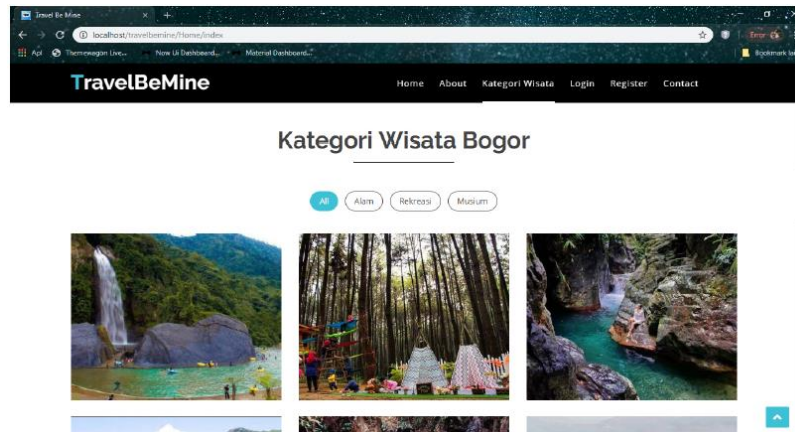 Travel Be Mine
localhost/travelbemine/Home/index
Error
Apl Themewagon Live... Now Ui Dashboard... Material Dashboard...
TravelBeMine
Home About Kategori Wisata Login Register Contact
Kategori Wisata Bogor
All Alam Rekreasi Musium